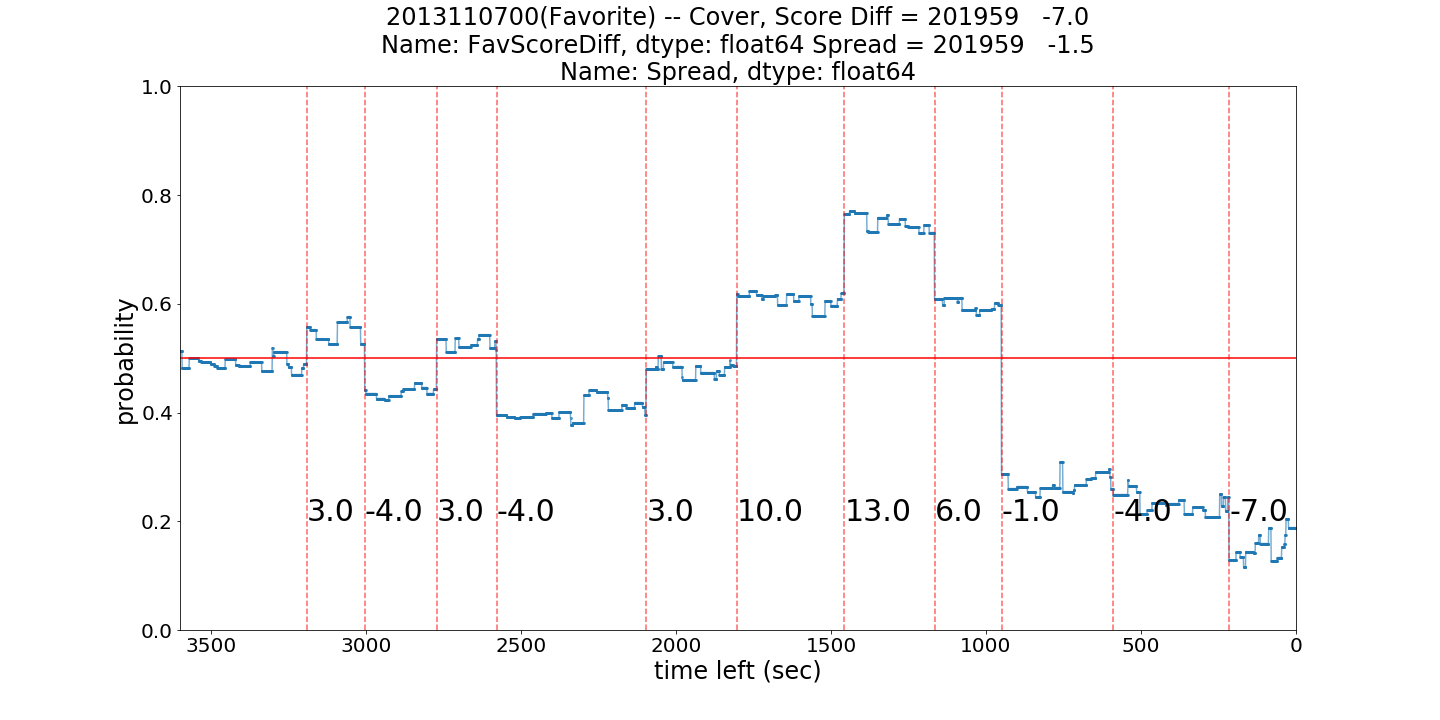 2013110700(Favorite) -- Cover, Score Diff = 201959   -7.0
Name: FavScoreDiff, dtype: float64 Spread = 201959   -1.5
Name: Spread, dtype: float64
1.0
0.8
0.6
0.4
0.2
0.0
probability
3.0 -4.0 3.0 -4.0 3.0 10.0 13.0 6.0 -1.0 -4.0 -7.0
3500 3000 2500 2000 1500 1000 500 0
time left (sec)